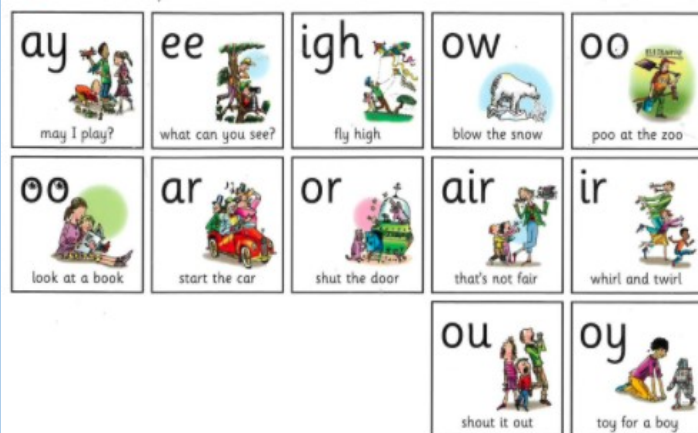 ay
may I play?
ee
what can you see?
igh
fly high
ow
blow the snow
oo
poo at the zoo
oo
look at a book
ar
start the car
or
shut the door
air
that's not fair
ir
whirl and twirl
ou
shout it out
oy
toy for a boy